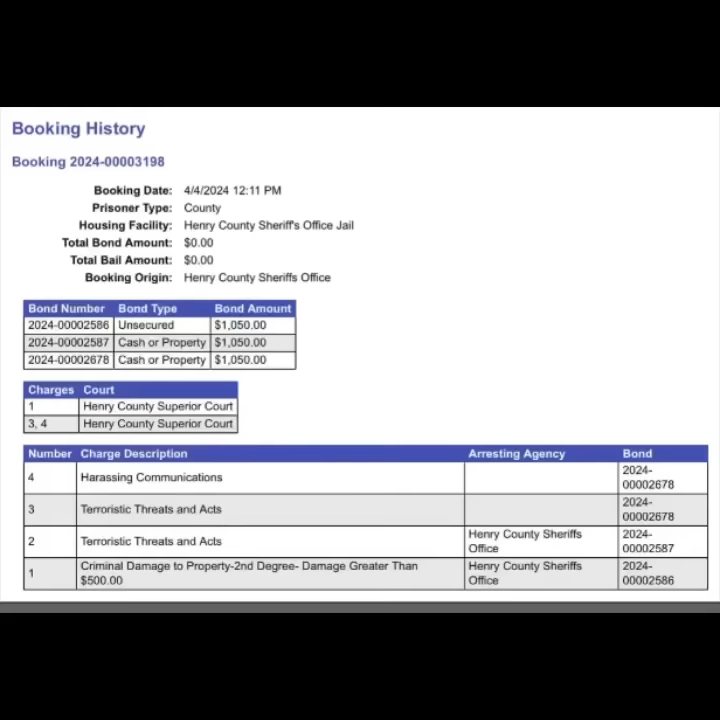 Booking History
Booking 2024-00003198
Booking Date: 4/4/2024 12:11 PM
Prisoner Type: County
Housing Facility: Henry County Sheriff's Office Jail
Total Bond Amount: $0.00
Total Bail Amount: $0.00
Booking Origin: Henry County Sheriffs Office
Bond Number Bond Type Bond Amount
2024-00002586 Unsecured $1,050.00
2024-00002587 Cash or Property $1,050.00
2024-00002678 Cash or Property $1,050.00
Charges Court
1 Henry County Superior Court
3, 4 Henry County Superior Court
Number Charge Description Arresting Agency Bond
4 Harassing Communications 2024-
00002678
3 Terroristic Threats and Acts 2024-
00002678
2 Terroristic Threats and Acts Henry County Sheriffs 2024-
Office 00002587
1 Criminal Damage to Property-2nd Degree- Damage Greater Than Henry County Sheriffs 2024-
$500.00 Office 00002586